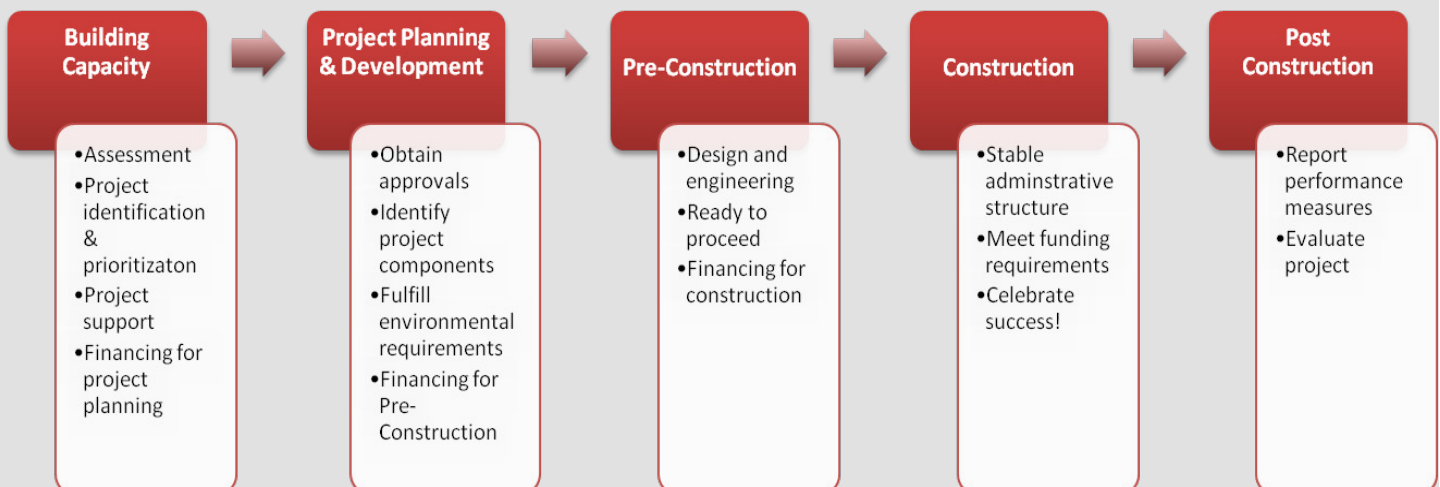 Building
Capacity
•Assessment
•Project
identification
&
prioritizaton
•Project
support
•Financing for
project
planning
Project Planning
& Development
•Obtain
approvals
•Identify
project
components
•Fulfill
environmental
requirements
•Financing for
Pre-
Construction
Pre-Construction
•Design and
engineering
•Ready to
proceed
•Financing for
construction
Construction
•Stable
adminstrative
structure
•Meet funding
requirements
•Celebrate
success!
Post
Construction
•Report
performance
measures
•Evaluate
project